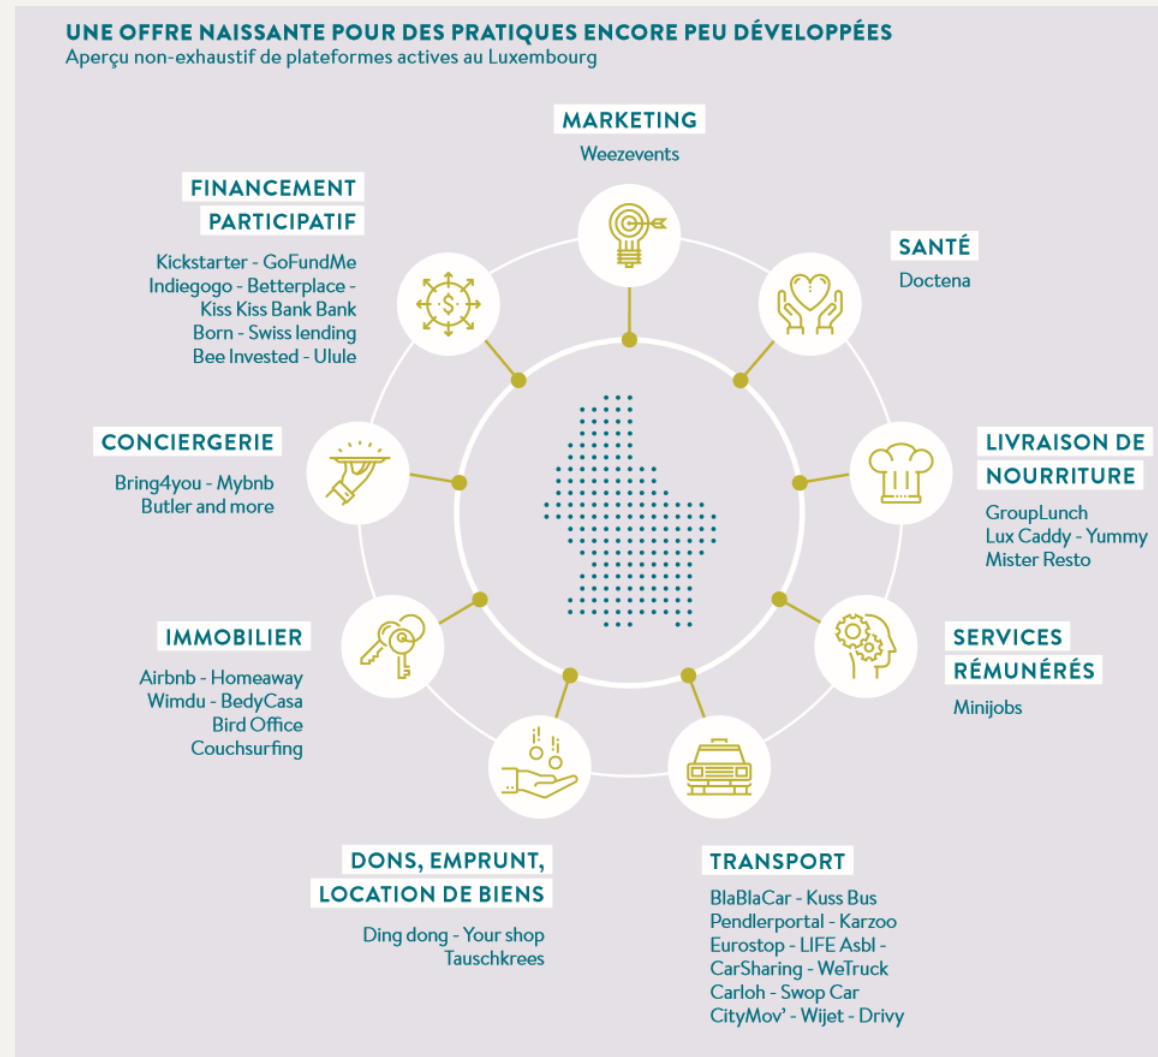 UNE OFFRE NAISSANTE POUR DES PRATIQUES ENCORE PEU DÉVELOPPÉES
Aperçu non-exhaustif de plateformes actives au Luxembourg
MARKETING
Weezevents
FINANCEMENT
PARTICIPATIF
Kickstarter - GoFundMe
Indiegogo - Betterplace -
Kiss Kiss Bank Bank
Born - Swiss lending
Bee Invested - Ulule
SANTÉ
Doctena
$
CONCIERGERIE
Bring4you - Mybnb
Butler and more
LIVRAISON DE
NOURRITURE
GroupLunch
Lux Caddy - Yummy
Mister Resto
IMMOBILIER
Airbnb - Homeaway
Wimdu - BedyCasa
Bird Office
Couchsurfing
SERVICES
RÉMUNÉRÉS
Minijobs
DONS, EMPRUNT,
LOCATION DE BIENS
Ding dong - Your shop
Tauschkrees
TRANSPORT
BlaBlaCar - Kuss Bus
Pendlerportal - Karzoo
Eurostop - LIFE Asbl -
CarSharing - WeTruck
Carloh - Swop Car
CityMov' - Wijet - Drivy